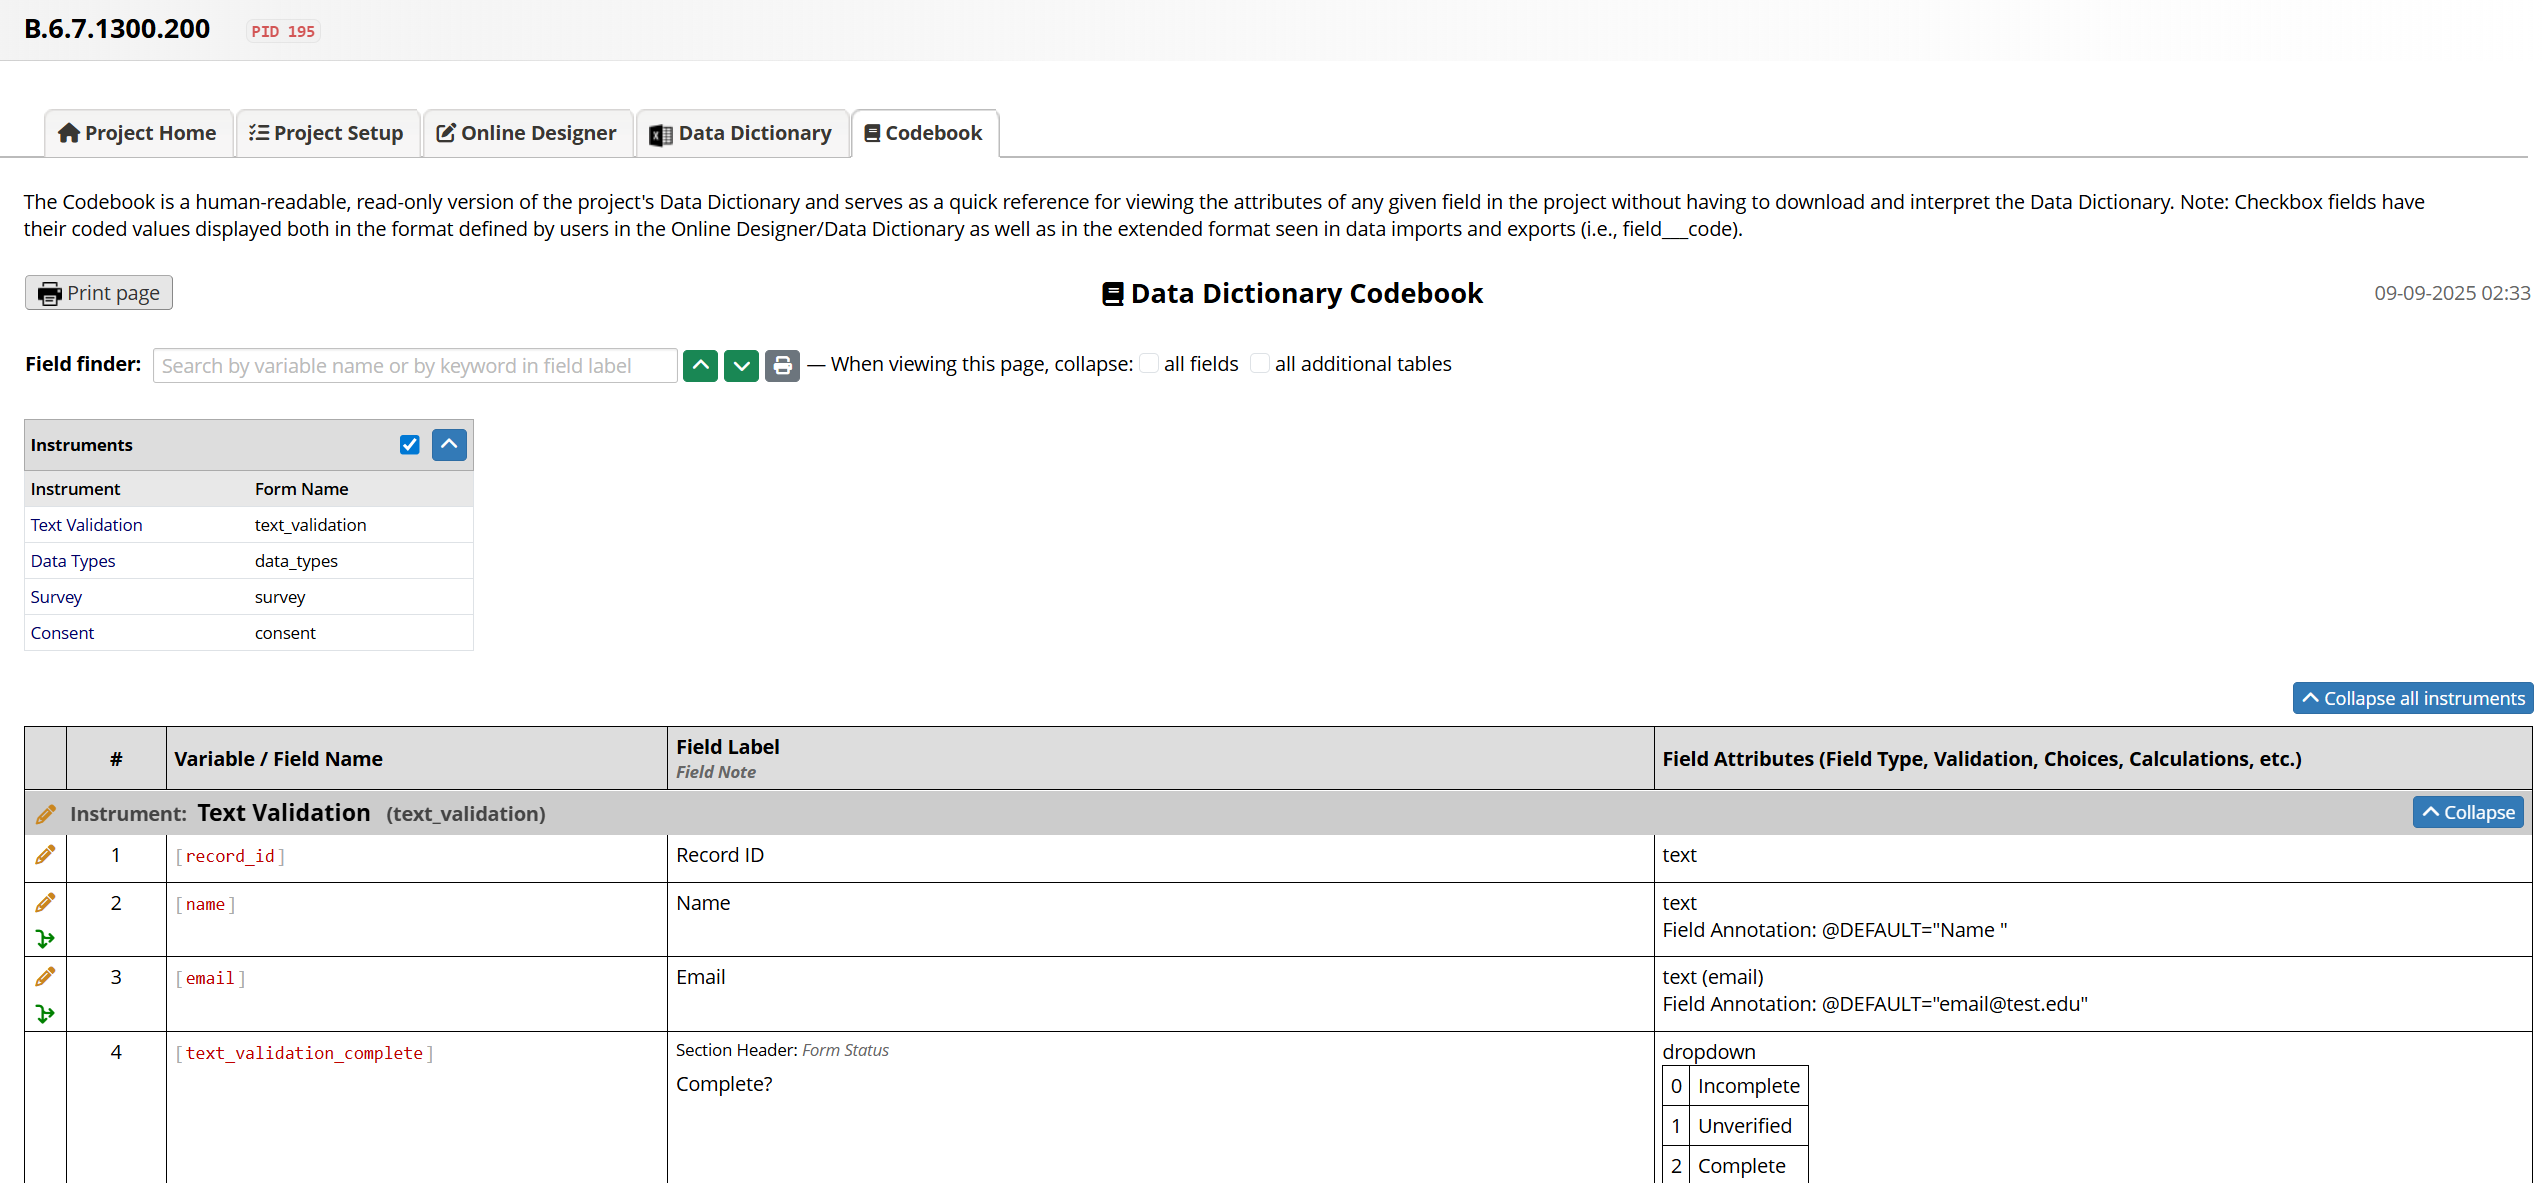 B.6.7.1300.200 PID 195
Project Home Project Setup Online Designer Data Dictionary Codebook
The Codebook is a human-readable, read-only version of the project's Data Dictionary and serves as a quick reference for viewing the attributes of any given field in the project without having to download and interpret the Data Dictionary. Note: Checkbox fields have
their coded values displayed both in the format defined by users in the Online Designer/Data Dictionary as well as in the extended format seen in data imports and exports (i.e., field___code).
Print page Data Dictionary Codebook 09-09-2025 02:33
Field finder: Search by variable name or by keyword in field label — When viewing this page, collapse: all fields all additional tables
Instruments
Instrument Form Name
Text Validation text_validation
Data Types data_types
Survey survey
Consent consent
Collapse all instruments
# Variable / Field Name Field Label Field Attributes (Field Type, Validation, Choices, Calculations, etc.)
Field Note
Instrument: Text Validation (text_validation) Collapse
1 [record_id] Record ID text
2 [name] Name text
Field Annotation: @DEFAULT="Name "
3 [email] Email text (email)
Field Annotation: @DEFAULT="email@test.edu"
4 [text_validation_complete] Section Header: Form Status dropdown
Complete? 0 Incomplete
1 Unverified
2 Complete